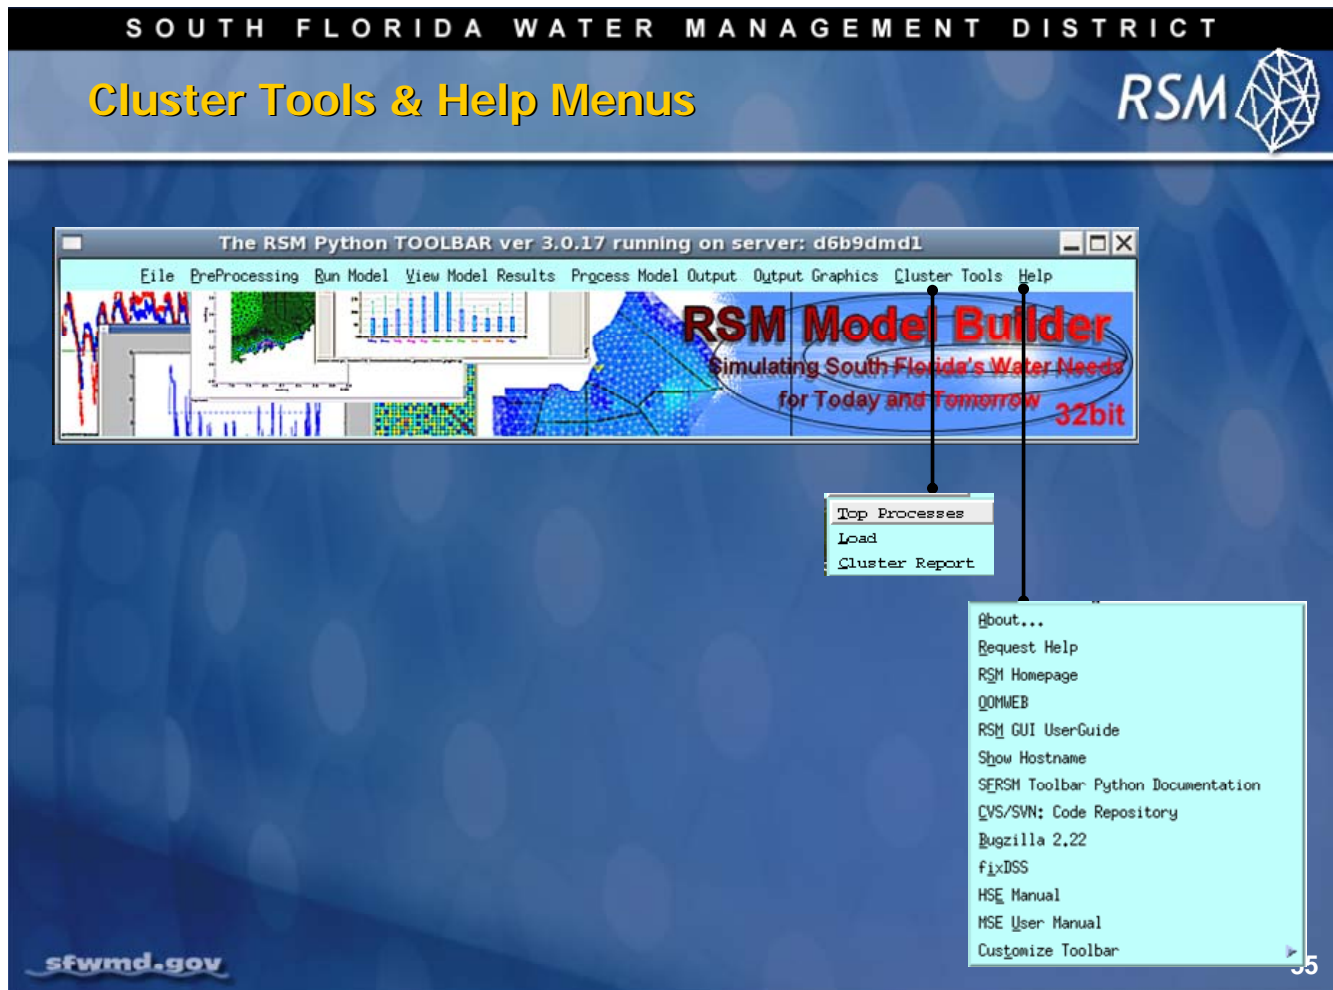 SOUTH FLORIDA WATER MANAGEMENT DISTRICT
Cluster Tools & Help Menus
RSM
The RSM Python TOOLBAR ver 3.0.17 running on server: d6b9dmd1
File PreProcessing Run Model View Model Results Process Model Output Output Graphics Cluster Tools Help
RSM Model Builder
Simulating South Florida's Water Needs
for Today and Tomorrow
32bit
Top Processes
Load
Cluster Report
About...
Request Help
RSM Homepage
OOMWEB
RSM GUI UserGuide
Show Hostname
SFRSM Toolbar Python Documentation
CVS/SVN: Code Repository
Bugzilla 2.22
fixDSS
HSE Manual
MSE User Manual
Customize Toolbar
sfwmd.gov